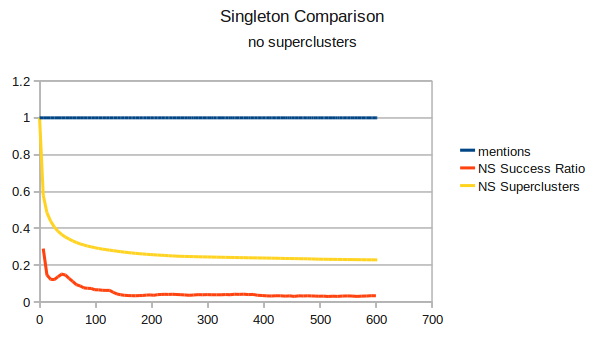 Singleton Comparison
no superclusters
1.2
1
0.8
0.6
0.4
0.2
0
0 100 200 300 400 500 600 700
mentions
NS Success Ratio
NS Superclusters